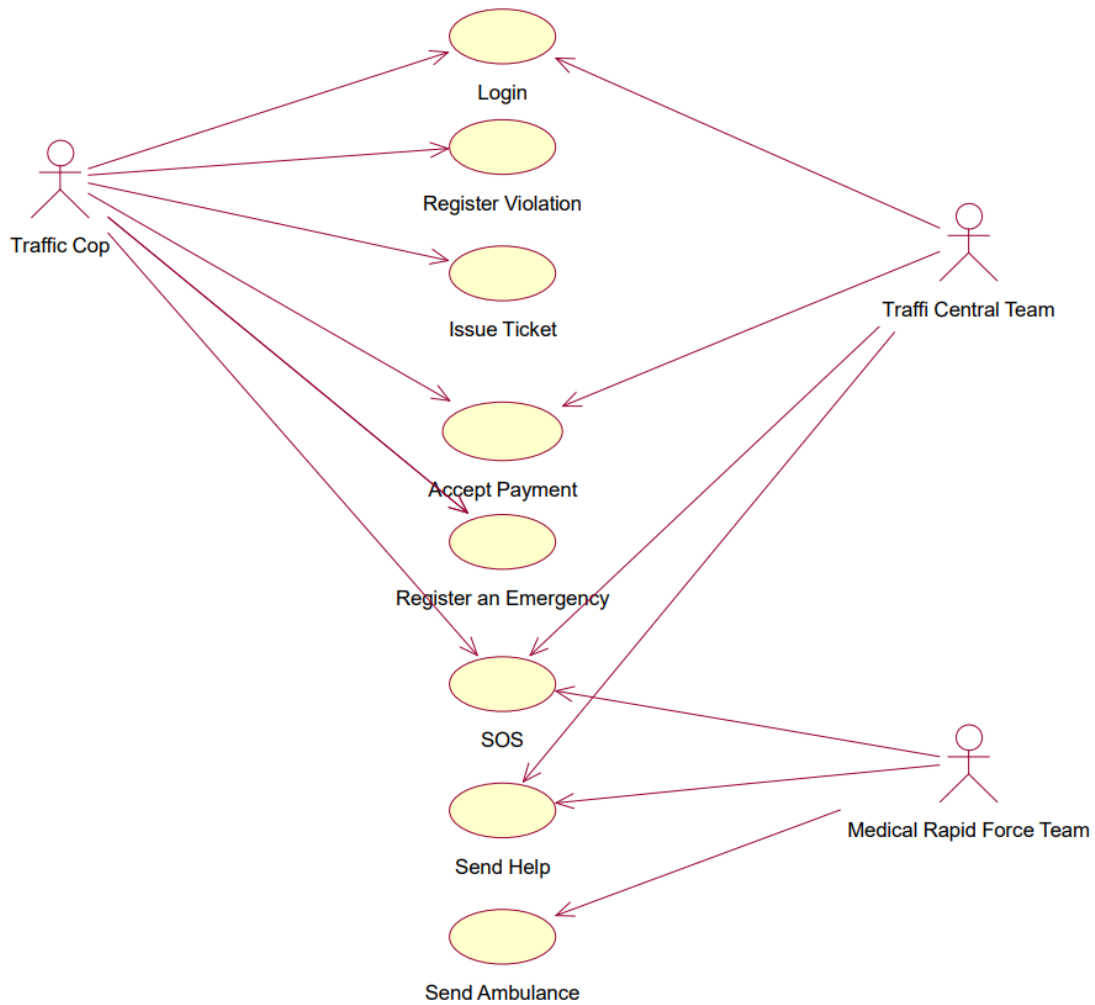 Login
Register Violation
Traffic Cop
Traffi Central Team
Issue Ticket
Accept Payment
Register an Emergency
SOS
Medical Rapid Force Team
Send Help
Send Ambulance